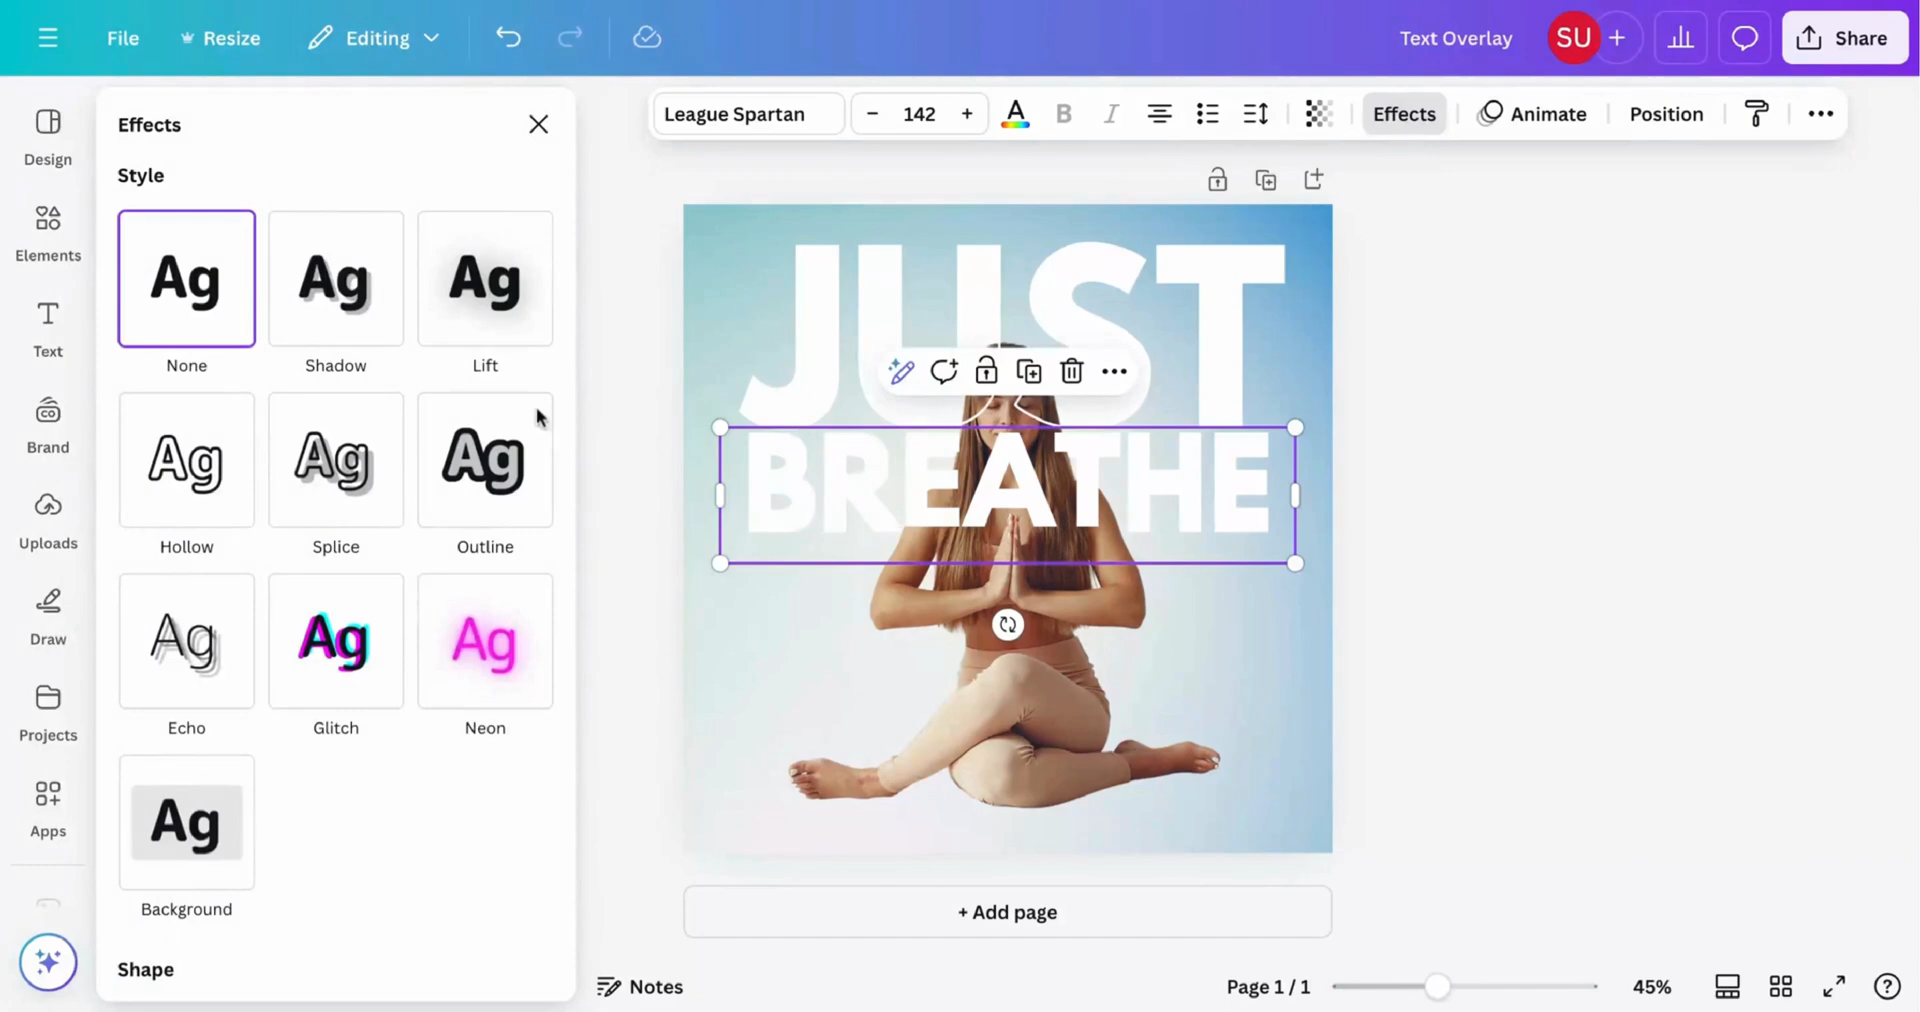 File
Resize
Editing
Text Overlay
SU
+
Share
Design
Elements
Text
Brand
CO
Uploads
Draw
Projects
Apps
Effects
Style
Ag
None
Ag
Shadow
Ag
Lift
Ag
Hollow
Ag
Splice
Ag
Outline
Ag
Echo
Ag
Glitch
Ag
Neon
Ag
Background
Shape
League Spartan
− 142 +
A
B
I
Effects
Animate
Position
JUST
BREATHE
+ Add page
Notes
Page 1 / 1
45%
?